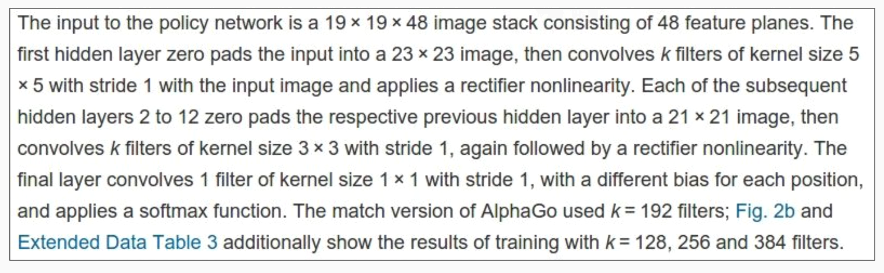 The input to the policy network is a 19 × 19 × 48 image stack consisting of 48 feature planes. The
first hidden layer zero pads the input into a 23 × 23 image, then convolves k filters of kernel size 5
× 5 with stride 1 with the input image and applies a rectifier nonlinearity. Each of the subsequent
hidden layers 2 to 12 zero pads the respective previous hidden layer into a 21 × 21 image, then
convolves k filters of kernel size 3 × 3 with stride 1, again followed by a rectifier nonlinearity. The
final layer convolves 1 filter of kernel size 1 × 1 with stride 1, with a different bias for each position,
and applies a softmax function. The match version of AlphaGo used k = 192 filters; Fig. 2b and
Extended Data Table 3 additionally show the results of training with k = 128, 256 and 384 filters.